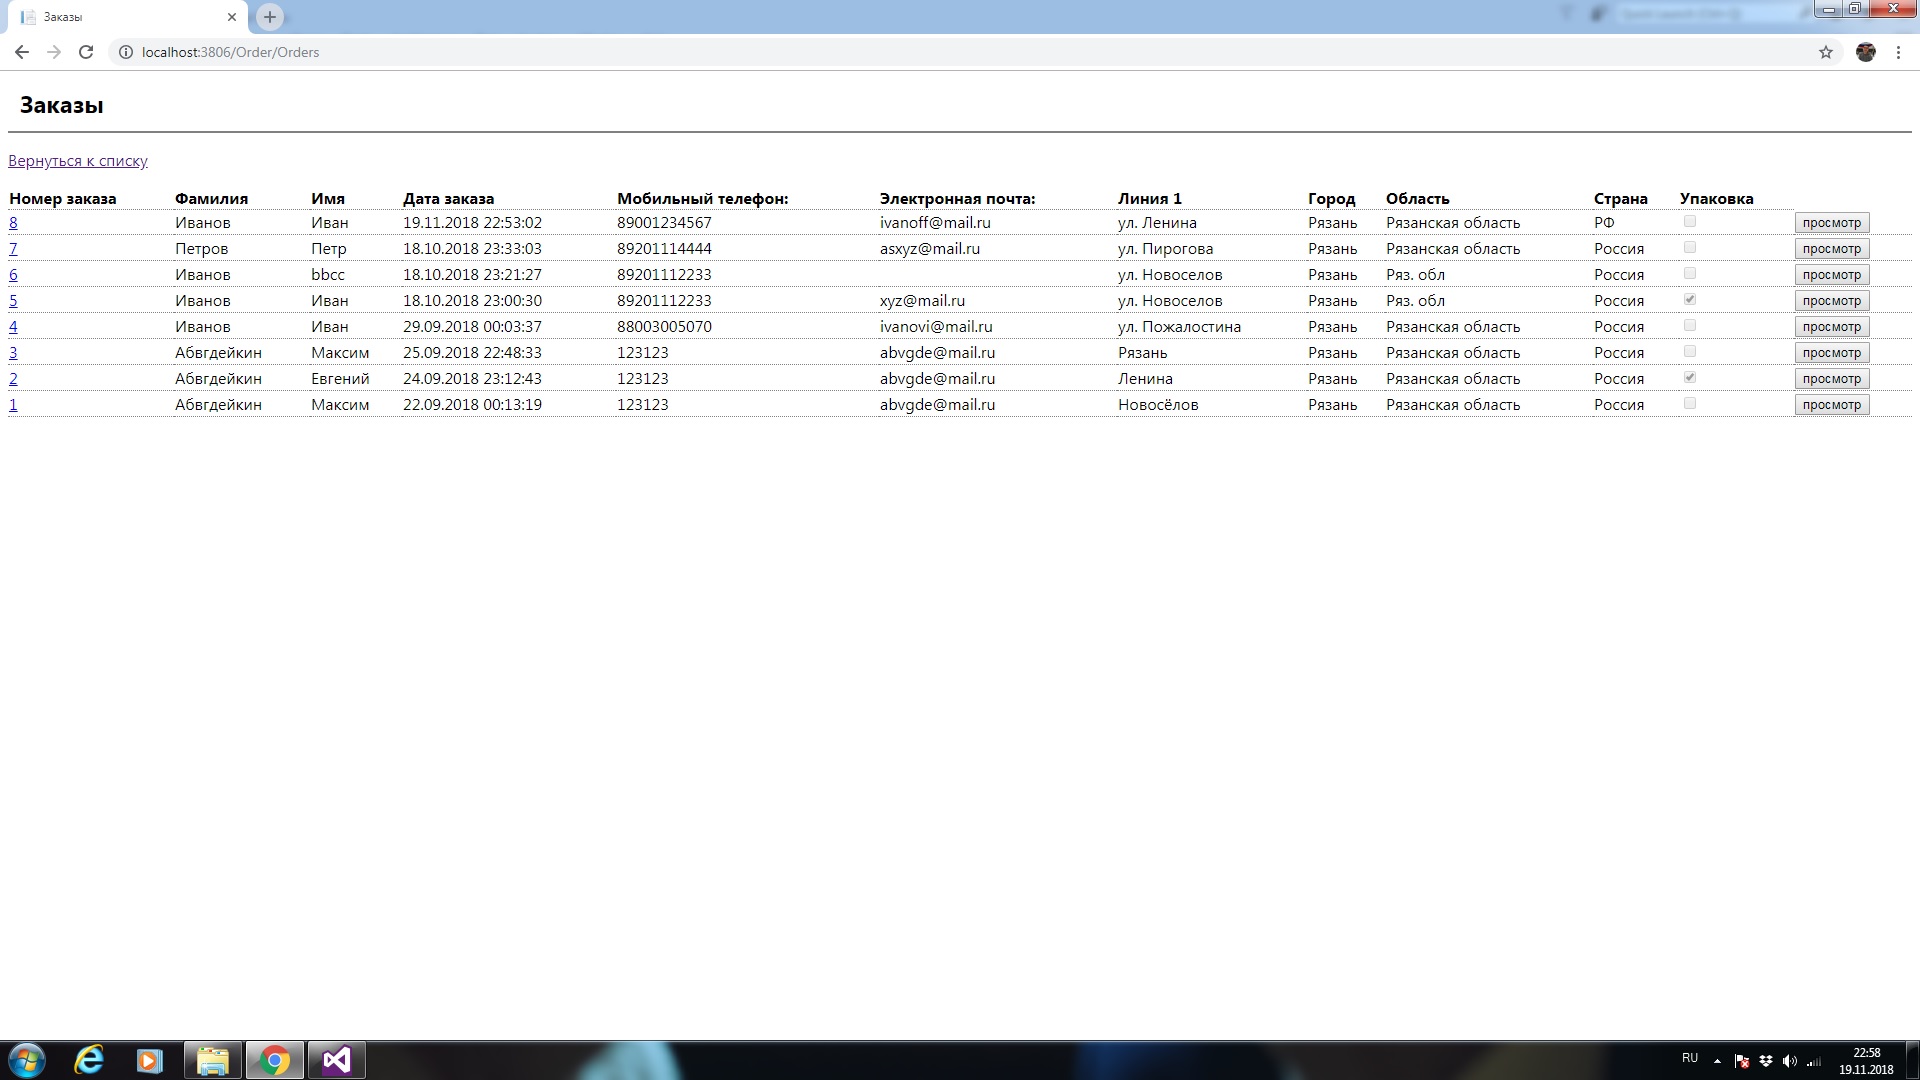 Заказы
localhost:3806/Order/Orders
Заказы
Вернуться к списку
Номер заказа Фамилия Имя Дата заказа Мобильный телефон: Электронная почта: Линия 1 Город Область Страна Упаковка
8 Иванов Иван 19.11.2018 22:53:02 89001234567 ivanoff@mail.ru ул. Ленина Рязань Рязанская область РФ просмотр
7 Петров Петр 18.10.2018 23:33:03 89201114444 asxyz@mail.ru ул. Пирогова Рязань Рязанская область Россия просмотр
6 Иванов bbcc 18.10.2018 23:21:27 89201112233 ул. Новоселов Рязань Ряз. обл Россия просмотр
5 Иванов Иван 18.10.2018 23:00:30 89201112233 xyz@mail.ru ул. Новоселов Рязань Ряз. обл Россия просмотр
4 Иванов Иван 29.09.2018 00:03:37 88003005070 ivanovi@mail.ru ул. Пожалостина Рязань Рязанская область Россия просмотр
3 Абвгдейкин Максим 25.09.2018 22:48:33 123123 abvgde@mail.ru Рязань Рязань Рязанская область Россия просмотр
2 Абвгдейкин Евгений 24.09.2018 23:12:43 123123 abvgde@mail.ru Ленина Рязань Рязанская область Россия просмотр
1 Абвгдейкин Максим 22.09.2018 00:13:19 123123 abvgde@mail.ru Новосёлов Рязань Рязанская область Россия просмотр
RU
22:58
19.11.2018